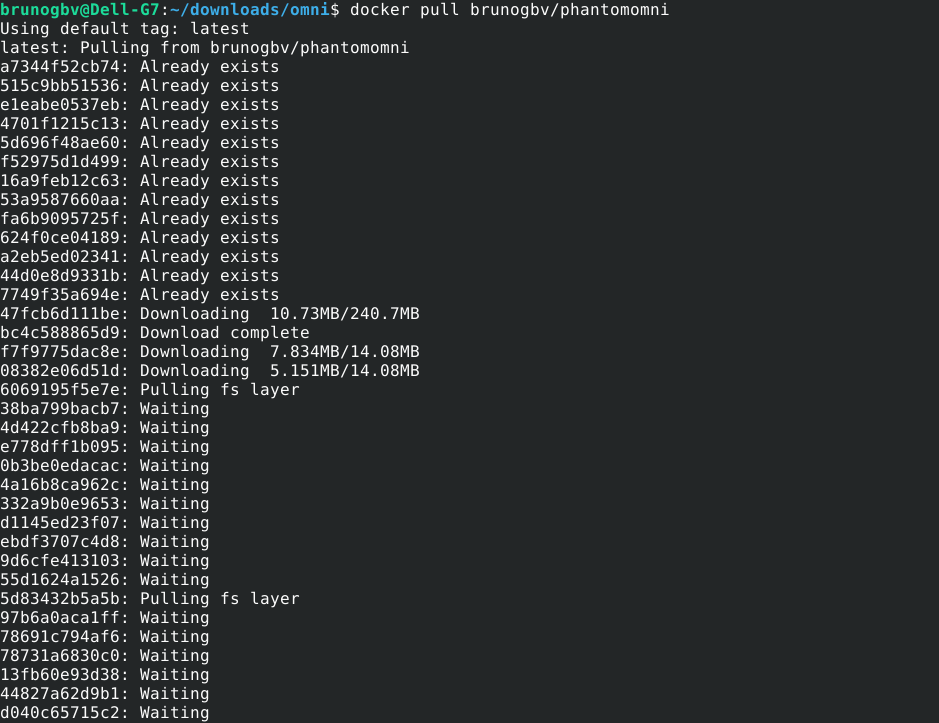 brunogbv@Dell-G7:~/downloads/omni$ docker pull brunogbv/phantomomni
Using default tag: latest
latest: Pulling from brunogbv/phantomomni
a7344f52cb74: Already exists
515c9bb51536: Already exists
e1eabe0537eb: Already exists
4701f1215c13: Already exists
5d696f48ae60: Already exists
f52975d1d499: Already exists
16a9feb12c63: Already exists
53a9587660aa: Already exists
fa6b9095725f: Already exists
624f0ce04189: Already exists
a2eb5ed02341: Already exists
44d0e8d9331b: Already exists
7749f35a694e: Already exists
47fcb6d111be: Downloading  10.73MB/240.7MB
bc4c588865d9: Download complete
f7f9775dac8e: Downloading  7.834MB/14.08MB
08382e06d51d: Downloading  5.151MB/14.08MB
6069195f5e7e: Pulling fs layer
38ba799bacb7: Waiting
4d422cfb8ba9: Waiting
e778dff1b095: Waiting
0b3be0edacac: Waiting
4a16b8ca962c: Waiting
332a9b0e9653: Waiting
d1145ed23f07: Waiting
ebdf3707c4d8: Waiting
9d6cfe413103: Waiting
55d1624a1526: Waiting
5d83432b5a5b: Pulling fs layer
97b6a0aca1ff: Waiting
78691c794af6: Waiting
78731a6830c0: Waiting
13fb60e93d38: Waiting
44827a62d9b1: Waiting
d040c65715c2: Waiting